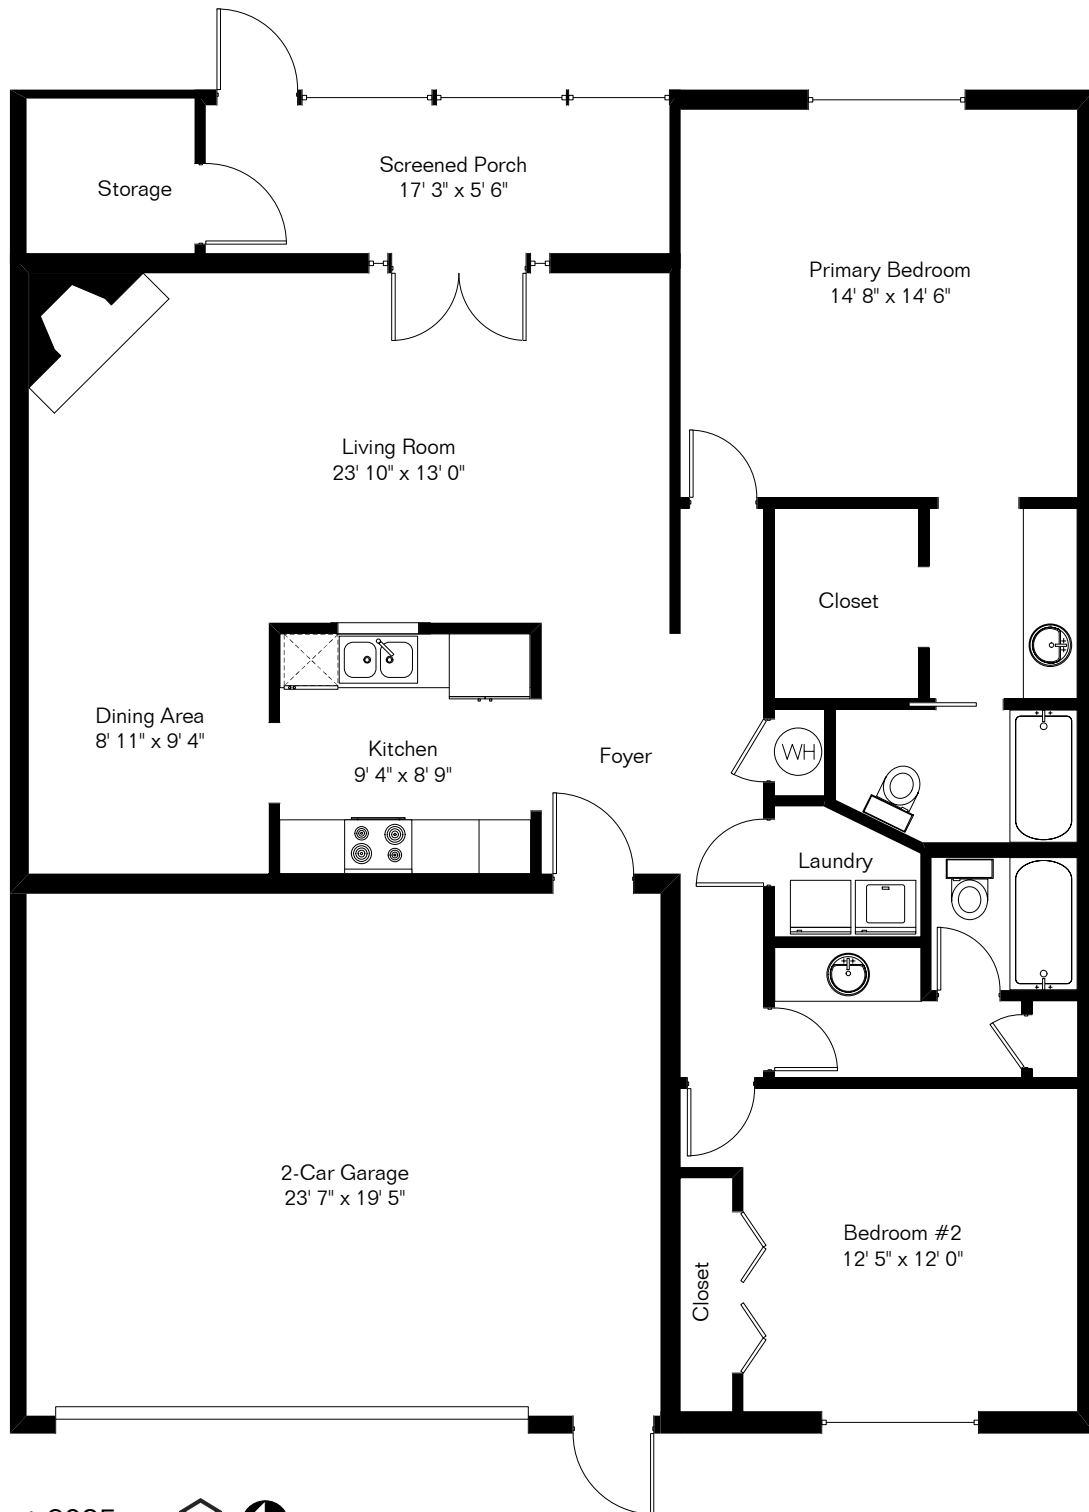 Screened Porch
17' 3" x 5' 6"
Storage
Primary Bedroom
14' 8" x 14' 6"
Living Room
23' 10" x 13' 0"
Closet
Dining Area
8' 11" x 9' 4"
Kitchen
9' 4" x 8' 9"
Foyer
WH
Laundry
2-Car Garage
23' 7" x 19' 5"
Bedroom #2
12' 5" x 12' 0"
Closet